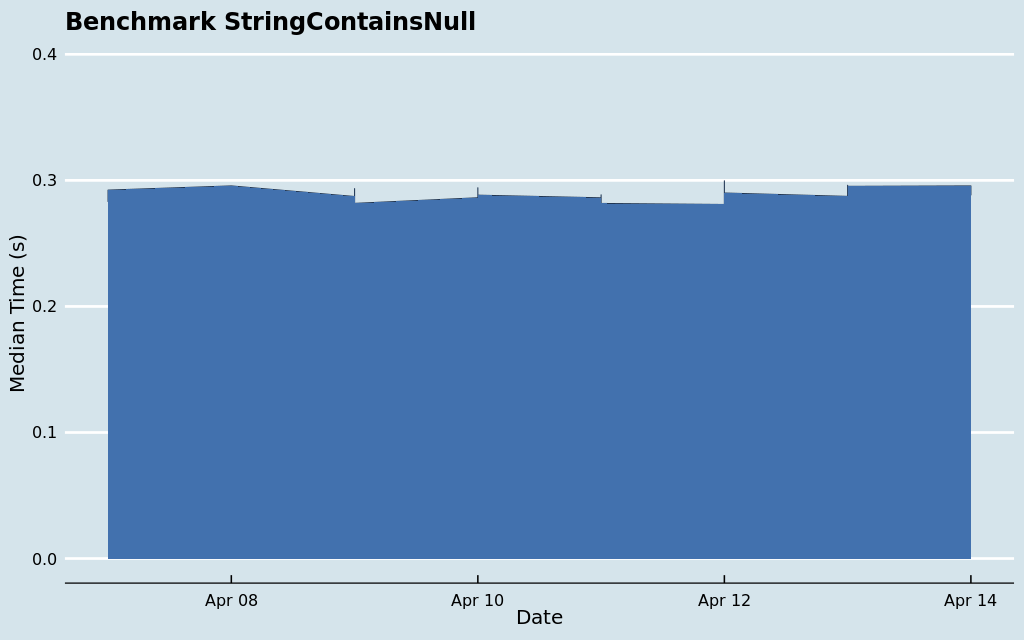 Benchmark StringContainsNull
0.4
0.3
0.2
0.1
0.0
Median Time (s)
Apr 08
Apr 10
Apr 12
Apr 14
Date